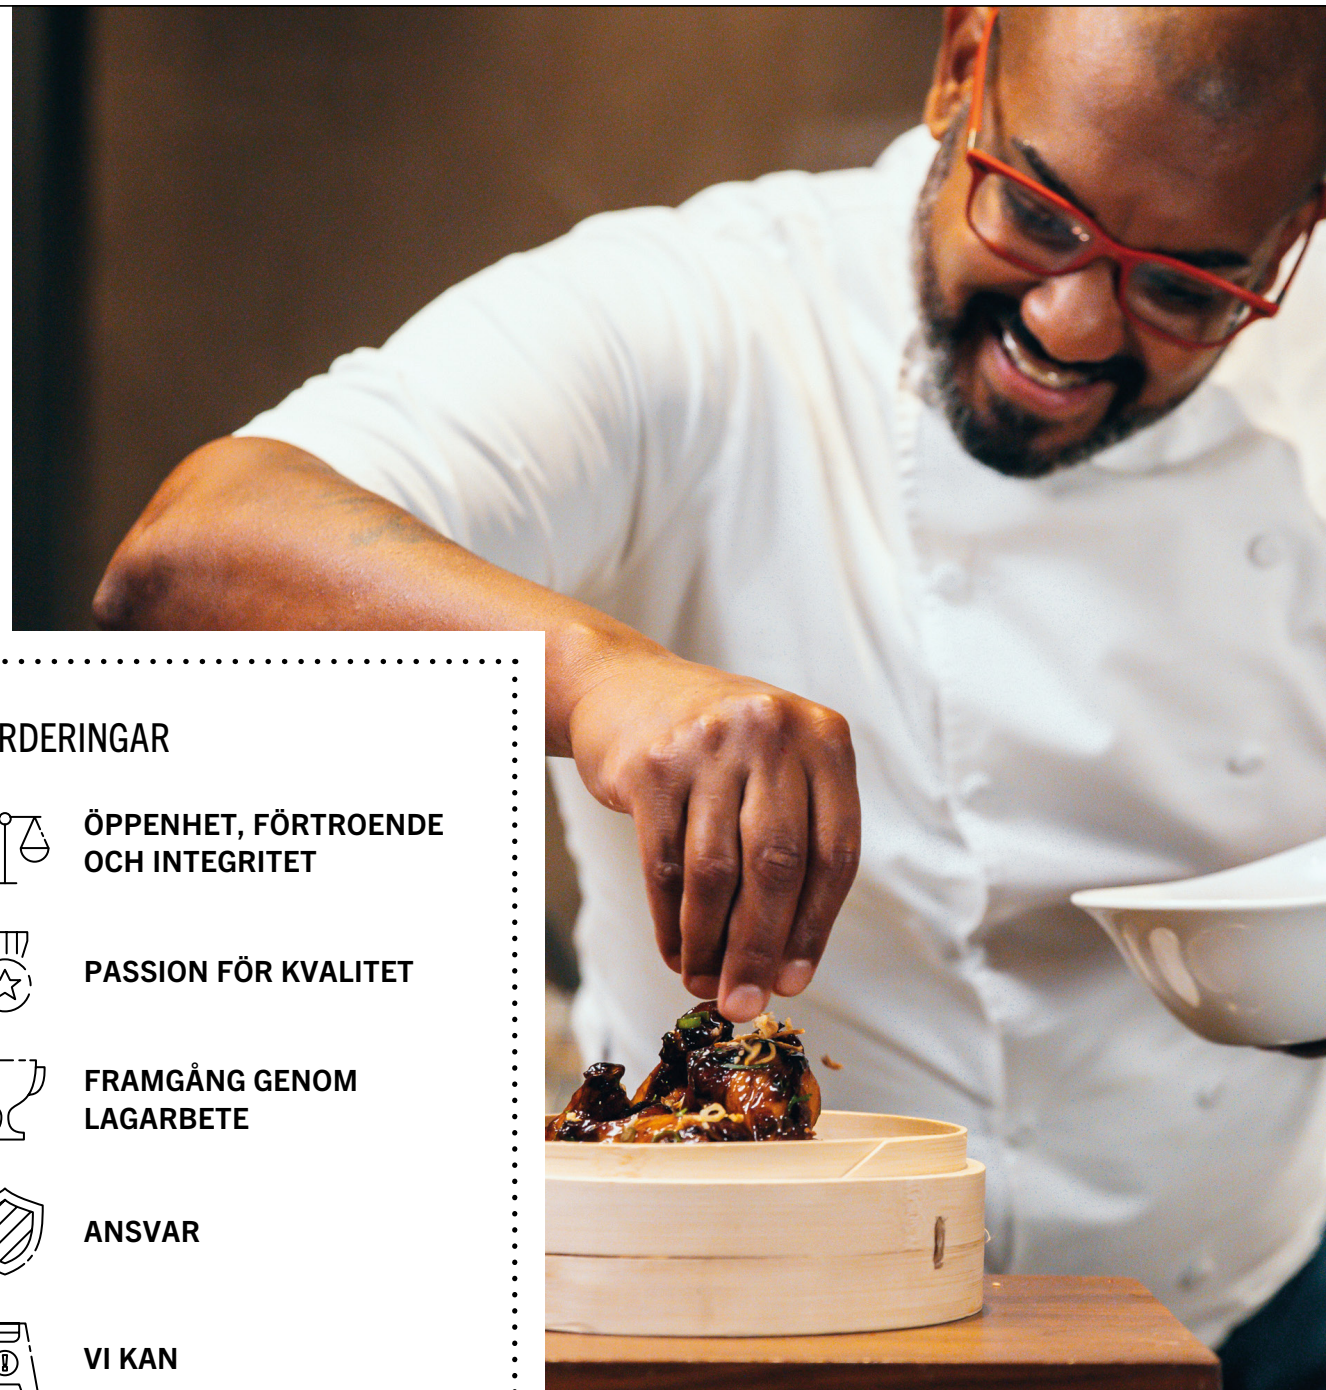 RDERINGAR
ÖPPENHET, FÖRTROENDE
OCH INTEGRITET
PASSION FÖR KVALITET
FRAMGÅNG GENOM
LAGARBETE
ANSVAR
VI KAN